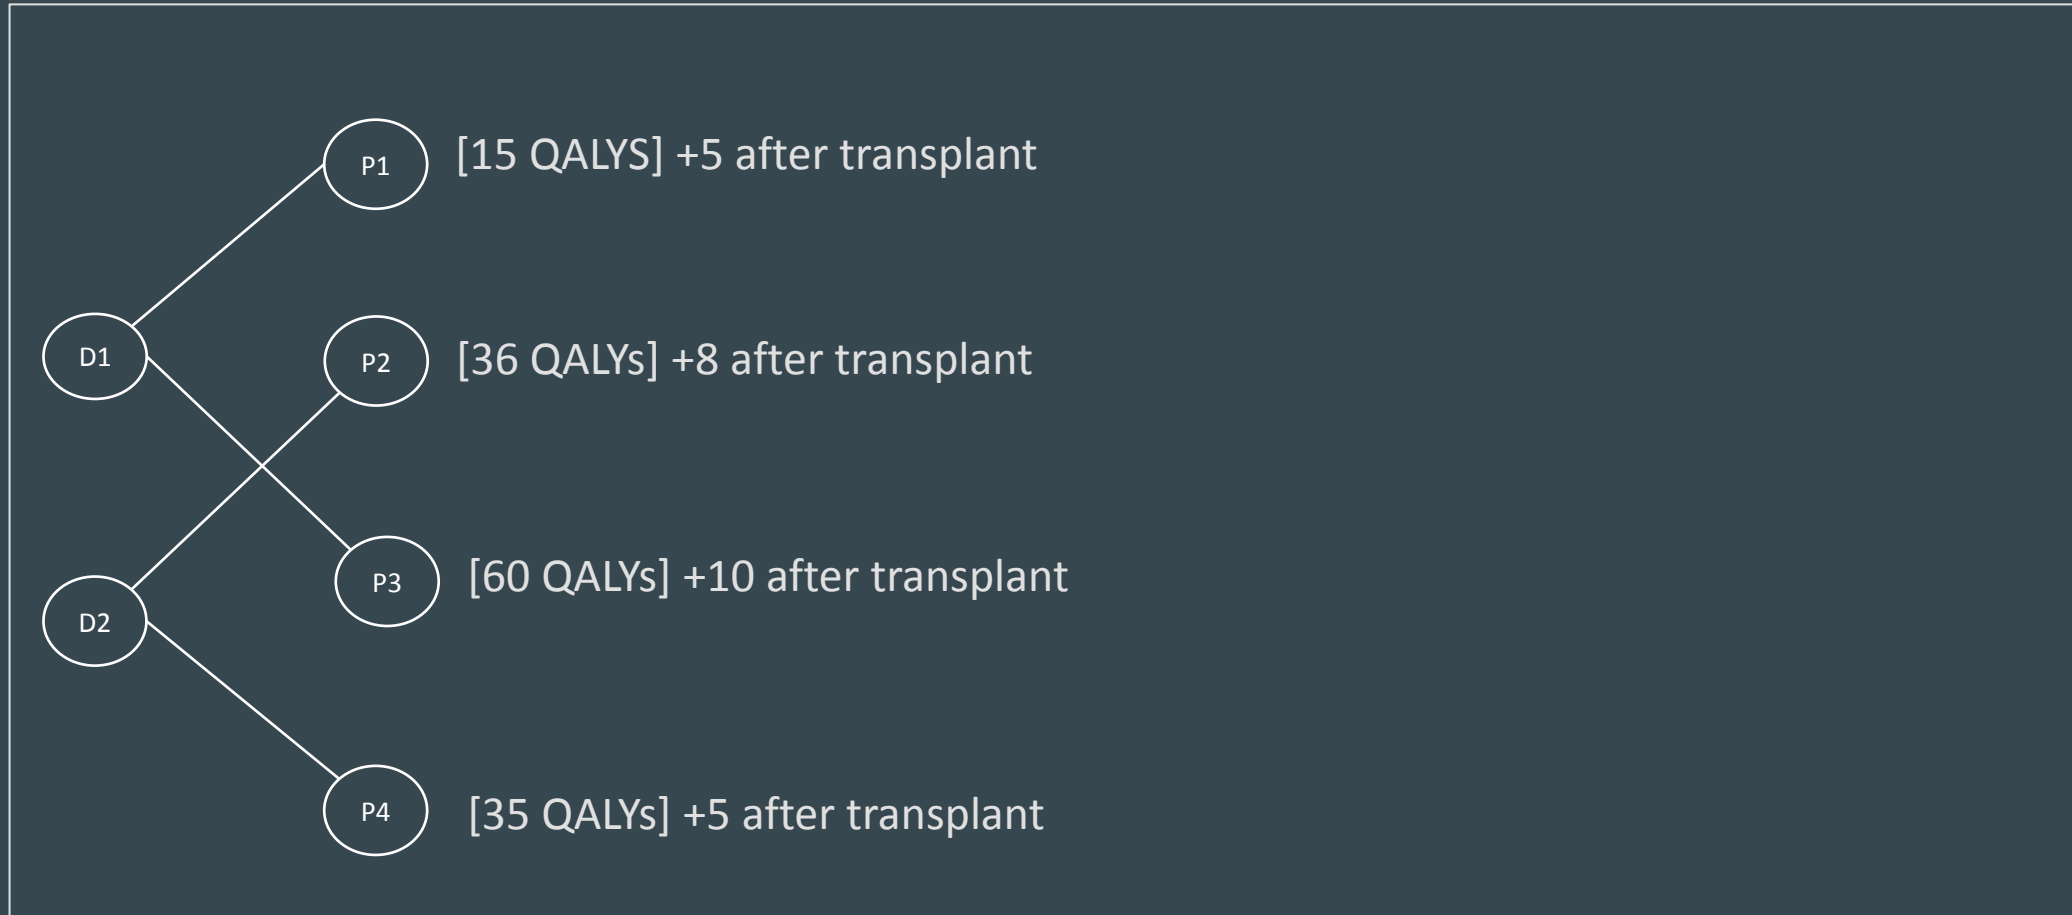 P1 [15 QALYS] +5 after transplant
D1
P2 [36 QALYs] +8 after transplant
P3 [60 QALYs] +10 after transplant
D2
P4 [35 QALYs] +5 after transplant